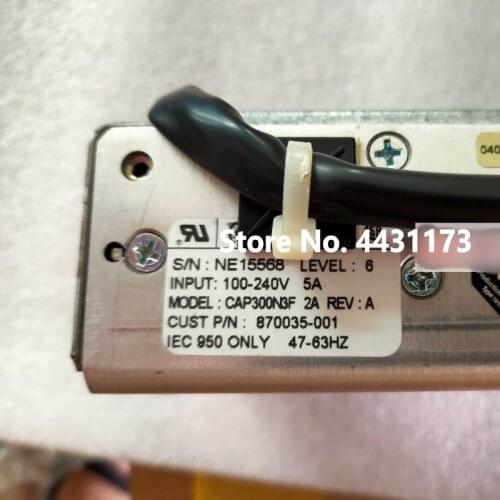 040
Store No. 4431173
S/N : NE15568 LEVEL : 6
INPUT: 100-240V 5A
MODEL : CAP300N3F 2A REV : A
CUST P/N : 870035-001
IEC 950 ONLY 47-63HZ